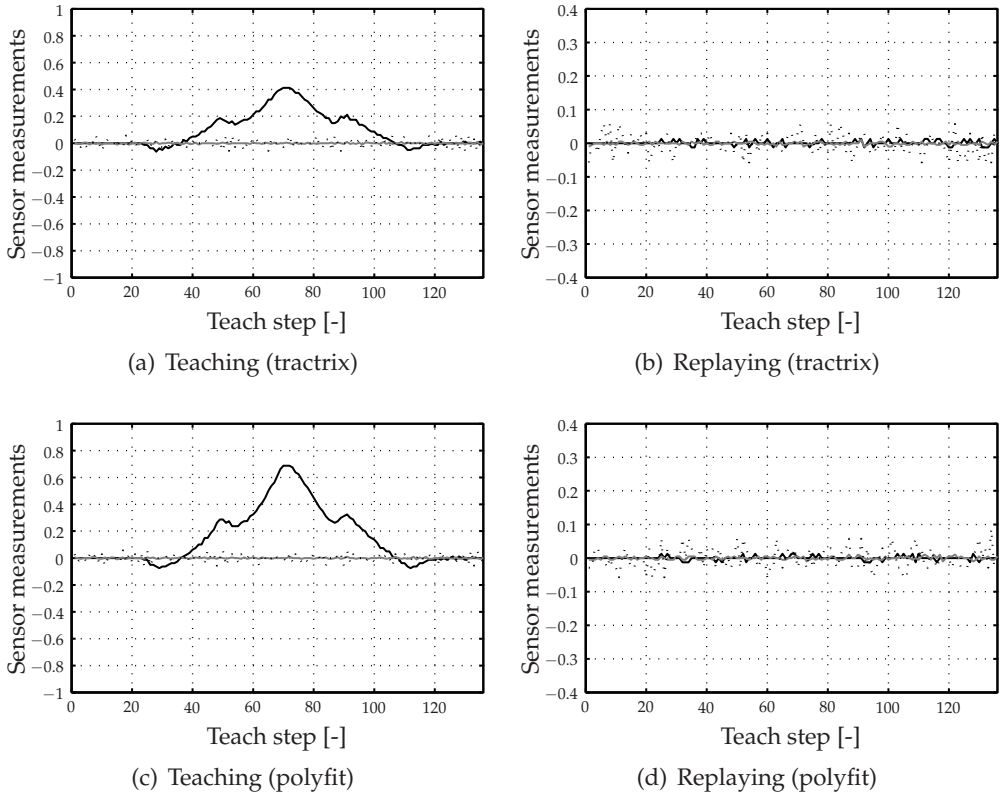 Sensor measurements
1
0.8
0.6
0.4
0.2
0
−0.2
−0.4
−0.6
−0.8
−1
0 20 40 60 80 100 120
Teach step [-]
(a) Teaching (tractrix)
Sensor measurements
0.4
0.3
0.2
0.1
0
−0.1
−0.2
−0.3
−0.4
0 20 40 60 80 100 120
Teach step [-]
(b) Replaying (tractrix)
Sensor measurements
1
0.8
0.6
0.4
0.2
0
−0.2
−0.4
−0.6
−0.8
−1
0 20 40 60 80 100 120
Teach step [-]
(c) Teaching (polyfit)
Sensor measurements
0.4
0.3
0.2
0.1
0
−0.1
−0.2
−0.3
−0.4
0 20 40 60 80 100 120
Teach step [-]
(d) Replaying (polyfit)